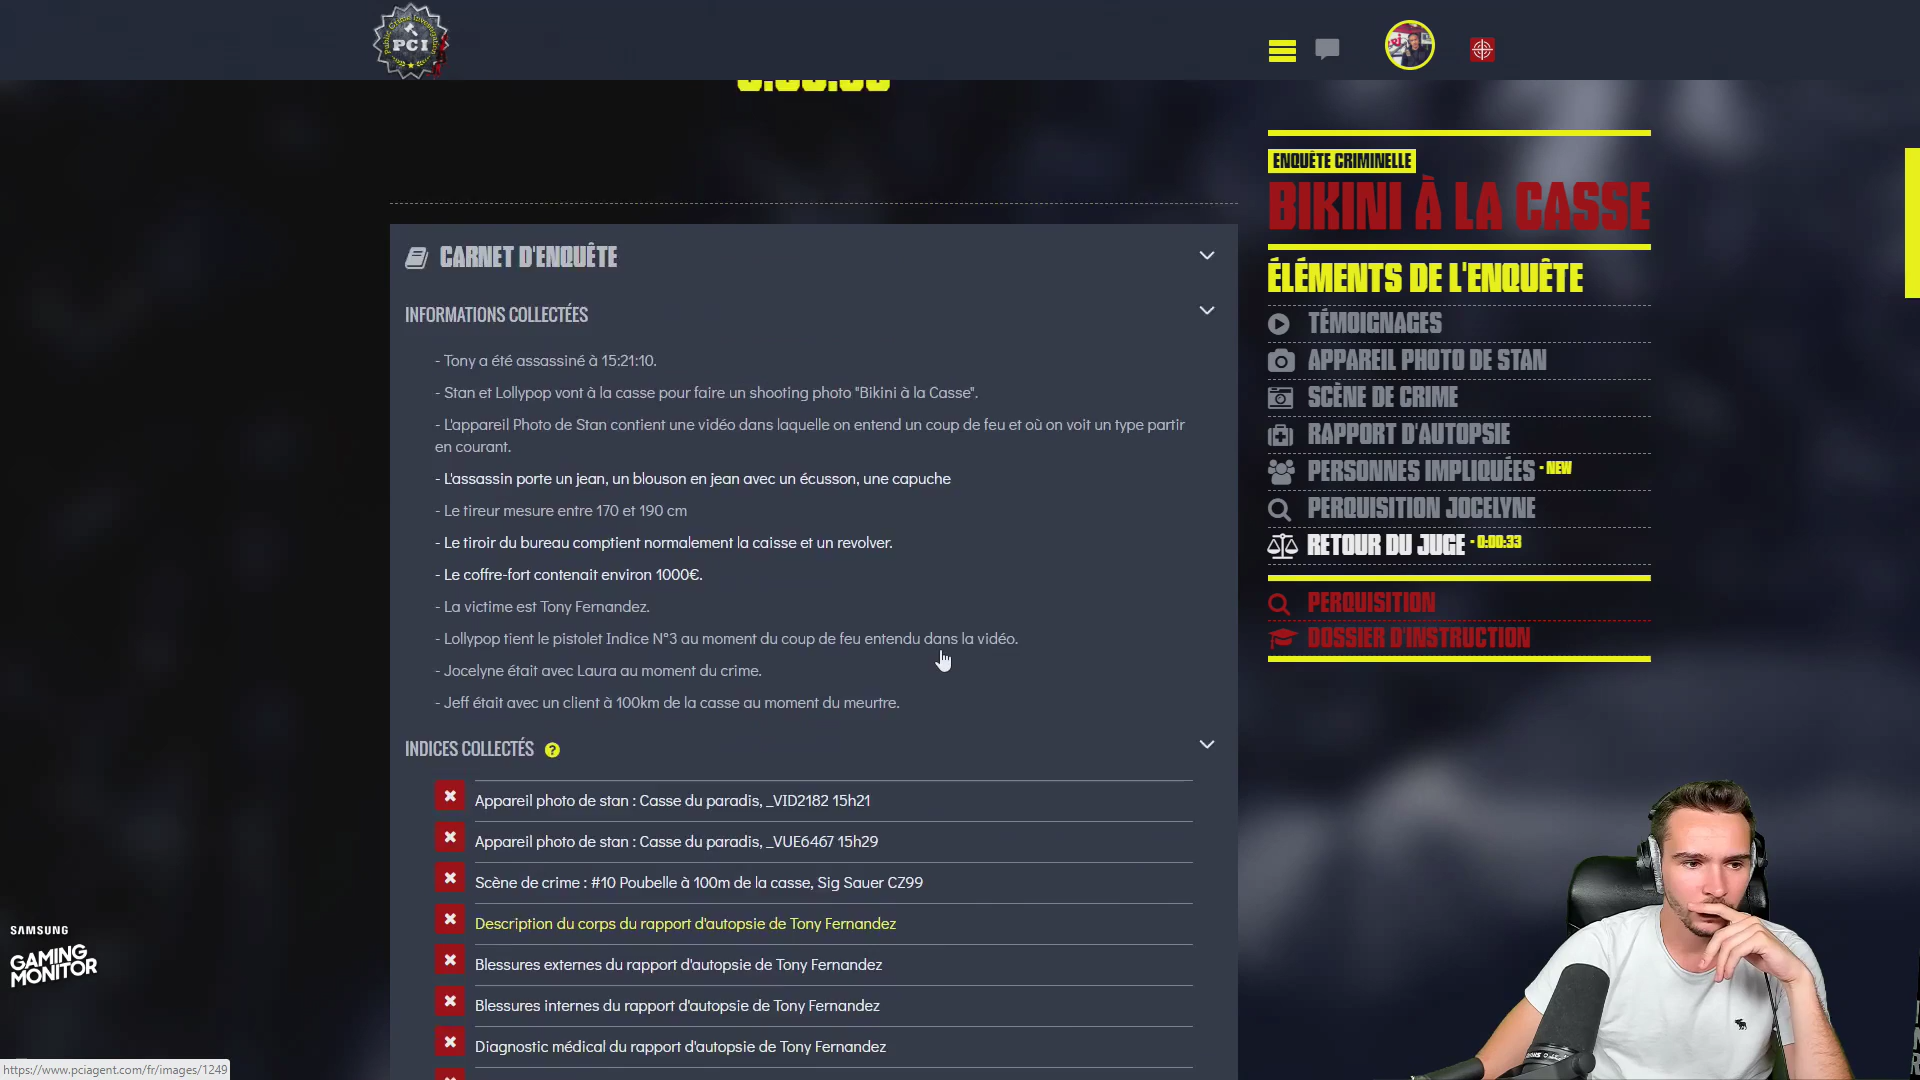 Public Crime Investigation
PCI
ENQUÊTE CRIMINELLE
BIKINI À LA CASSE
ÉLÉMENTS DE L'ENQUÊTE
TÉMOIGNAGES
APPAREIL PHOTO DE STAN
SCÈNE DE CRIME
RAPPORT D'AUTOPSIE
PERSONNES IMPLIQUÉES - NEW
PERQUISITION JOCELYNE
RETOUR DU JUGE - 0:00:33
PERQUISITION
DOSSIER D'INSTRUCTION
CARNET D'ENQUÊTE
INFORMATIONS COLLECTÉES
- Tony a été assassiné à 15:21:10.
- Stan et Lollypop vont à la casse pour faire un shooting photo "Bikini à la Casse".
- L'appareil Photo de Stan contient une vidéo dans laquelle on entend un coup de feu et où on voit un type partir
en courant.
- L'assassin porte un jean, un blouson en jean avec un écusson, une capuche
- Le tireur mesure entre 170 et 190 cm
- Le tiroir du bureau comptient normalement la caisse et un revolver.
- Le coffre-fort contenait environ 1000€.
- La victime est Tony Fernandez.
- Lollypop tient le pistolet Indice N°3 au moment du coup de feu entendu dans la vidéo.
- Jocelyne était avec Laura au moment du crime.
- Jeff était avec un client à 100km de la casse au moment du meurtre.
INDICES COLLECTÉS ?
Appareil photo de stan : Casse du paradis, _VID2182 15h21
Appareil photo de stan : Casse du paradis, _VUE6467 15h29
Scène de crime : #10 Poubelle à 100m de la casse, Sig Sauer CZ99
Description du corps du rapport d'autopsie de Tony Fernandez
Blessures externes du rapport d'autopsie de Tony Fernandez
Blessures internes du rapport d'autopsie de Tony Fernandez
Diagnostic médical du rapport d'autopsie de Tony Fernandez
SAMSUNG
GAMING
MONITOR
https://www.pciagent.com/fr/images/1249